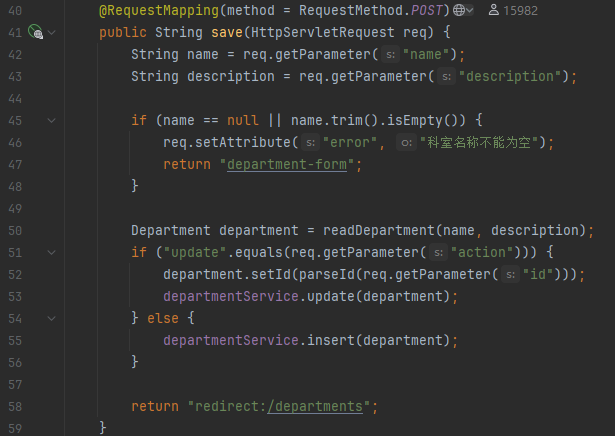 40 @RequestMapping(method = RequestMethod.POST) 15982
41 public String save(HttpServletRequest req) {
42 String name = req.getParameter( s: "name");
43 String description = req.getParameter( s: "description");
44
45 if (name == null || name.trim().isEmpty()) {
46 req.setAttribute( s: "error", o: "科室名称不能为空");
47 return "department-form";
48 }
49
50 Department department = readDepartment(name, description);
51 if ("update".equals(req.getParameter( s: "action"))) {
52 department.setId(parseId(req.getParameter( s: "id")));
53 departmentService.update(department);
54 } else {
55 departmentService.insert(department);
56 }
57
58 return "redirect:/departments";
59 }